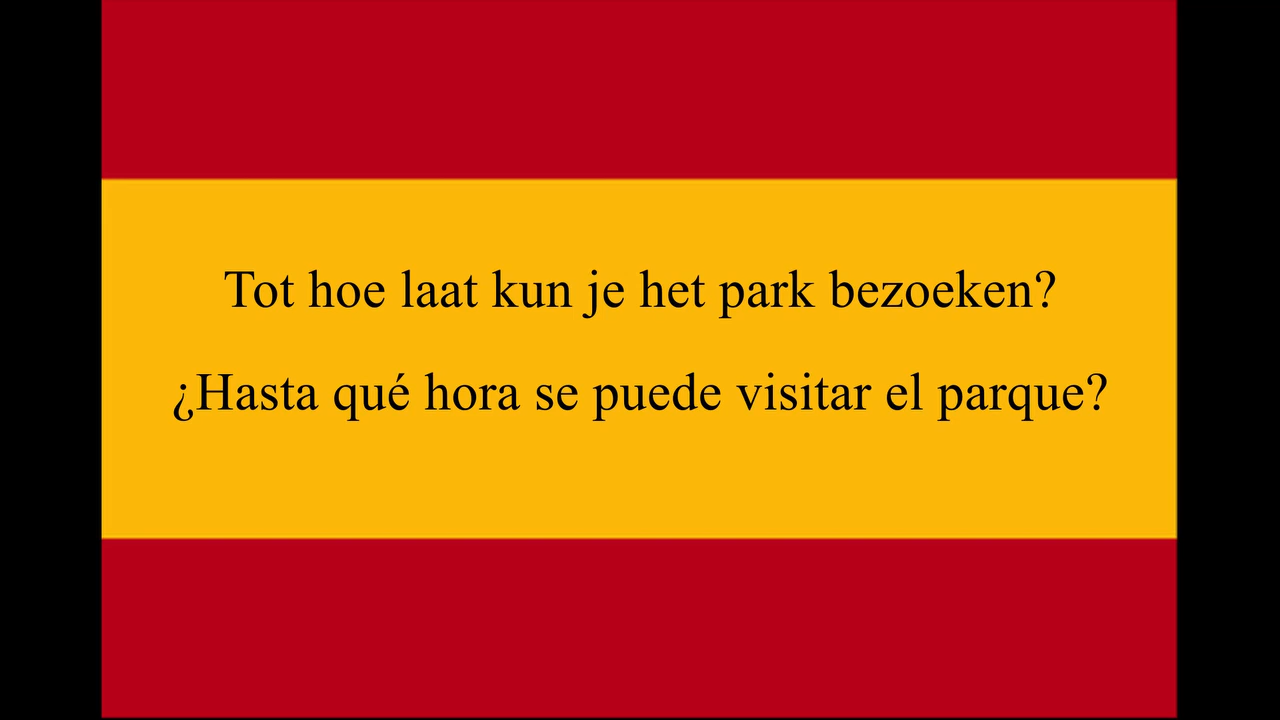 Tot hoe laat kun je het park bezoeken?
¿Hasta qué hora se puede visitar el parque?